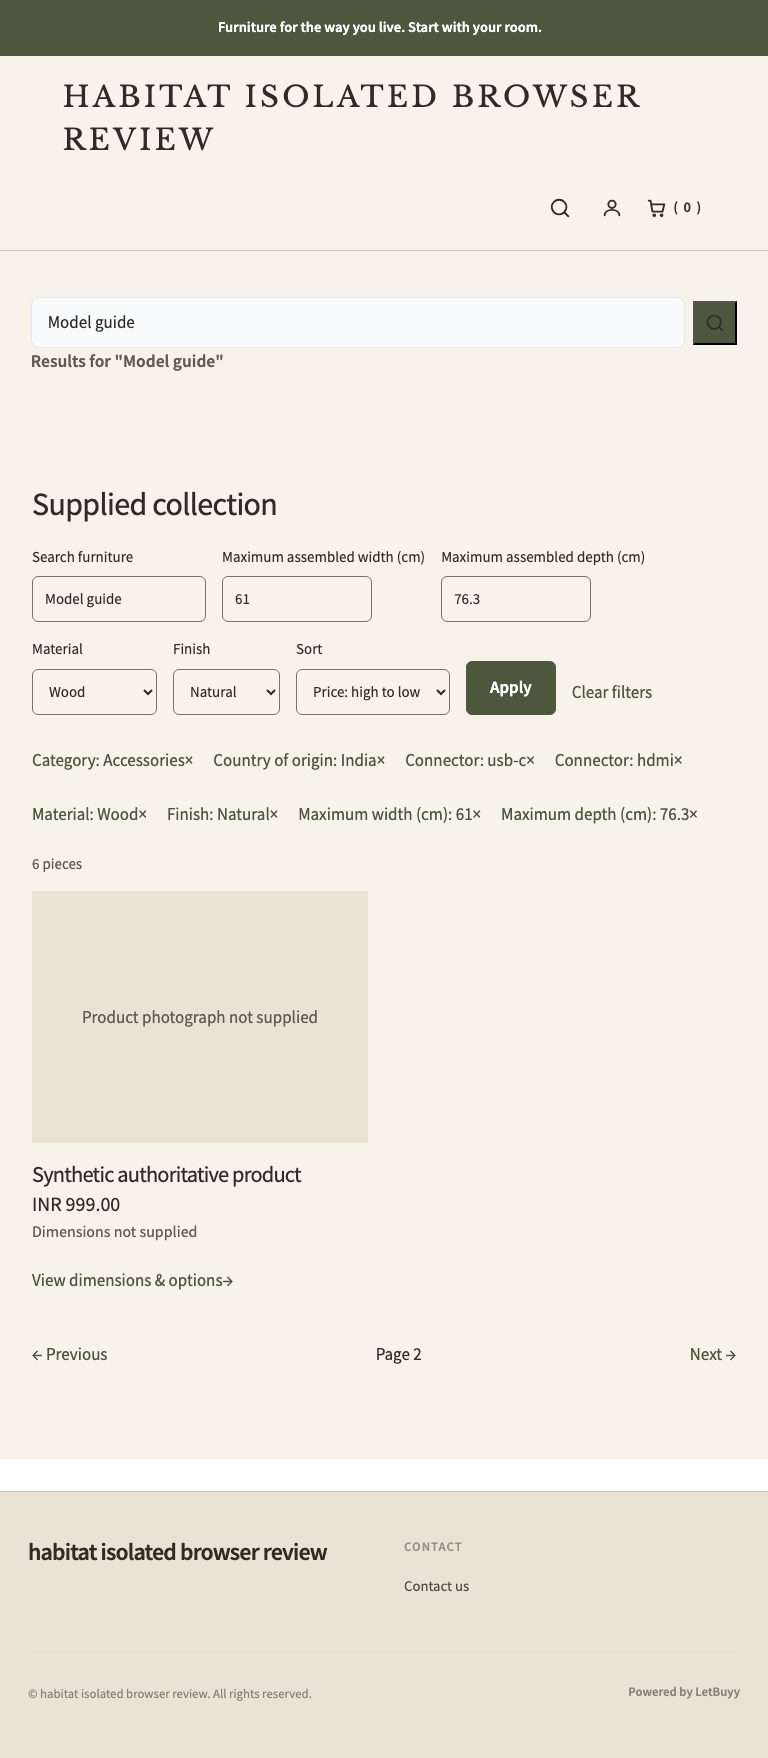 Furniture for the way you live. Start with your room.
HABITAT ISOLATED BROWSER
REVIEW
( 0 )
Model guide
Results for "Model guide"
Supplied collection
Search furniture
Maximum assembled width (cm)
Maximum assembled depth (cm)
Model guide
61
76.3
Material
Finish
Sort
Wood
Natural
Price: high to low
Apply
Clear filters
Category: Accessories×
Country of origin: India×
Connector: usb-c×
Connector: hdmi×
Material: Wood×
Finish: Natural×
Maximum width (cm): 61×
Maximum depth (cm): 76.3×
6 pieces
Product photograph not supplied
Synthetic authoritative product
INR 999.00
Dimensions not supplied
View dimensions & options→
← Previous
Page 2
Next →
habitat isolated browser review
CONTACT
Contact us
© habitat isolated browser review. All rights reserved.
Powered by LetBuyy